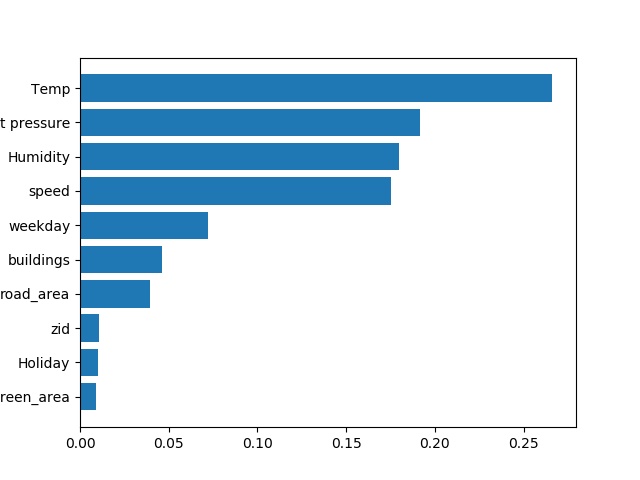 Temp
t pressure
Humidity
speed
weekday
buildings
road_area
zid
Holiday
reen_area
0.00 0.05 0.10 0.15 0.20 0.25